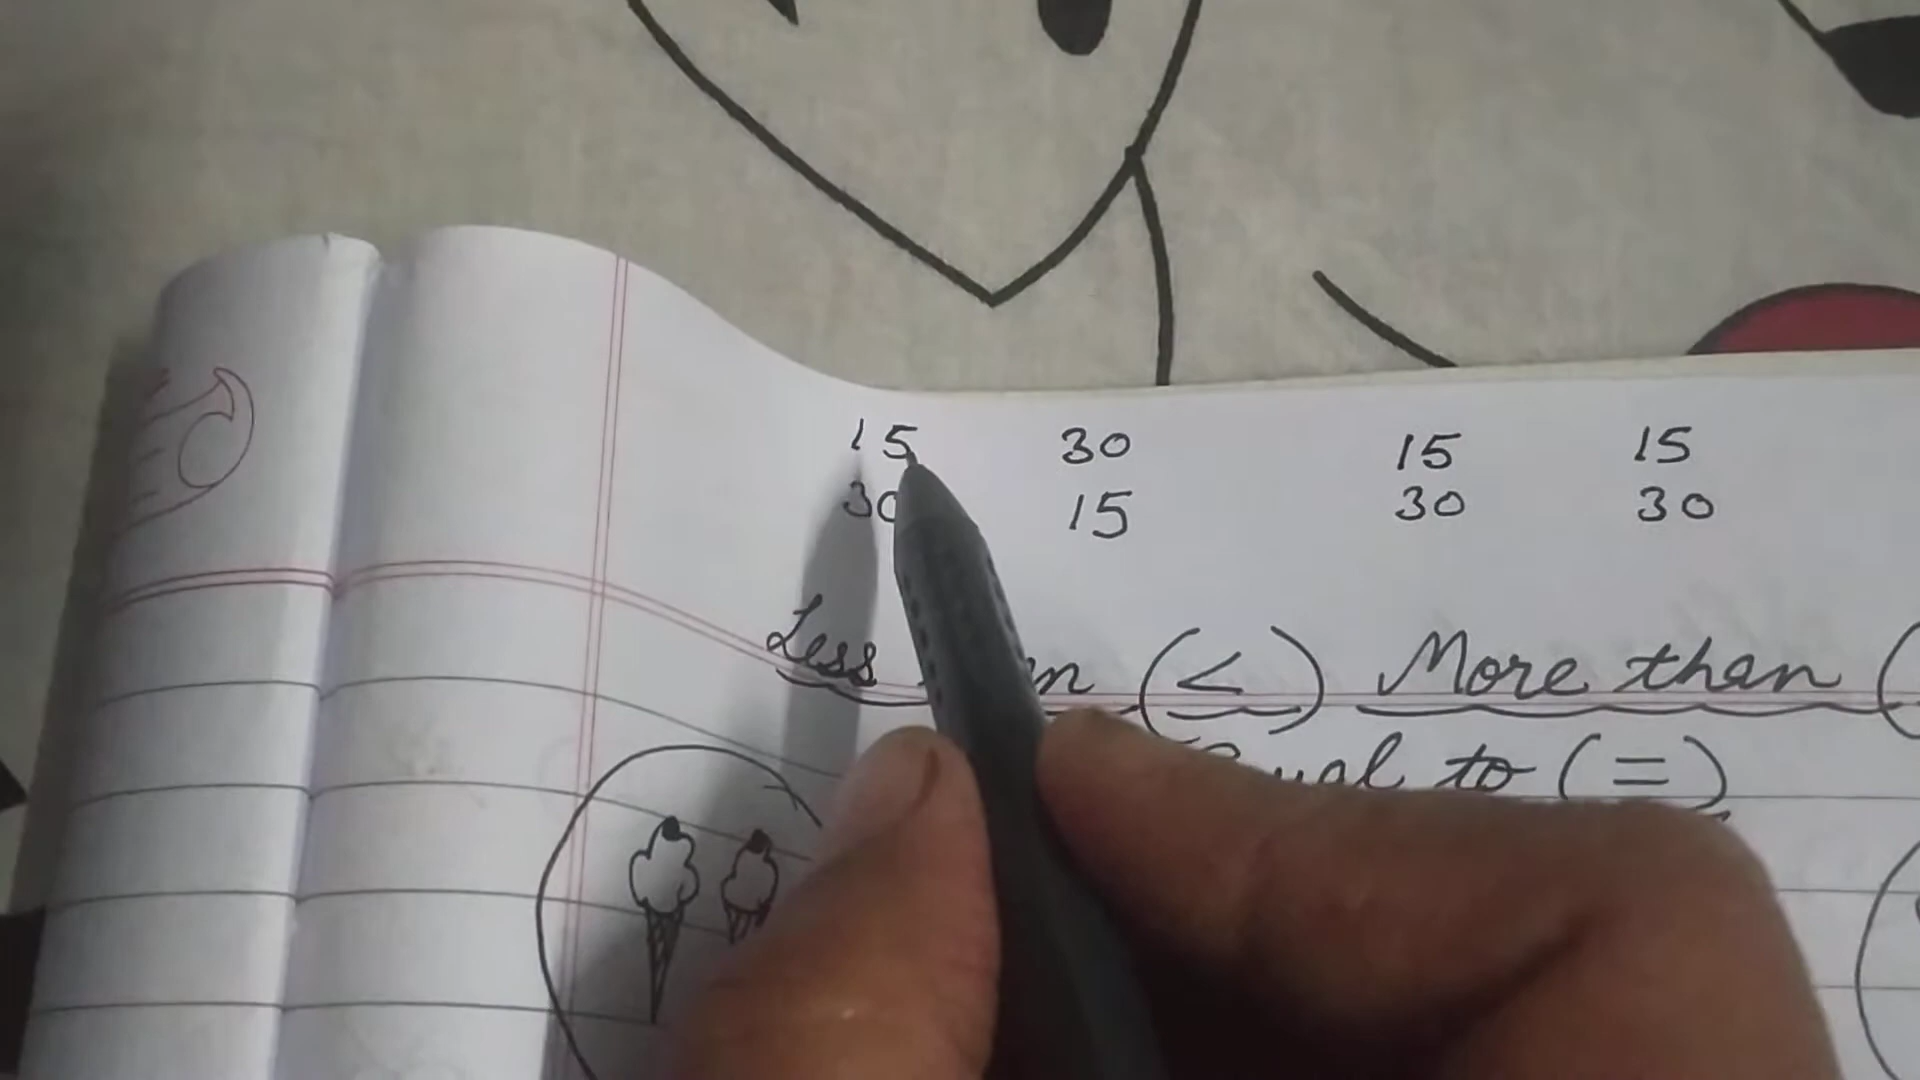 15 30 15 15
30 15 30 30
Less (<) More than (
to (=)